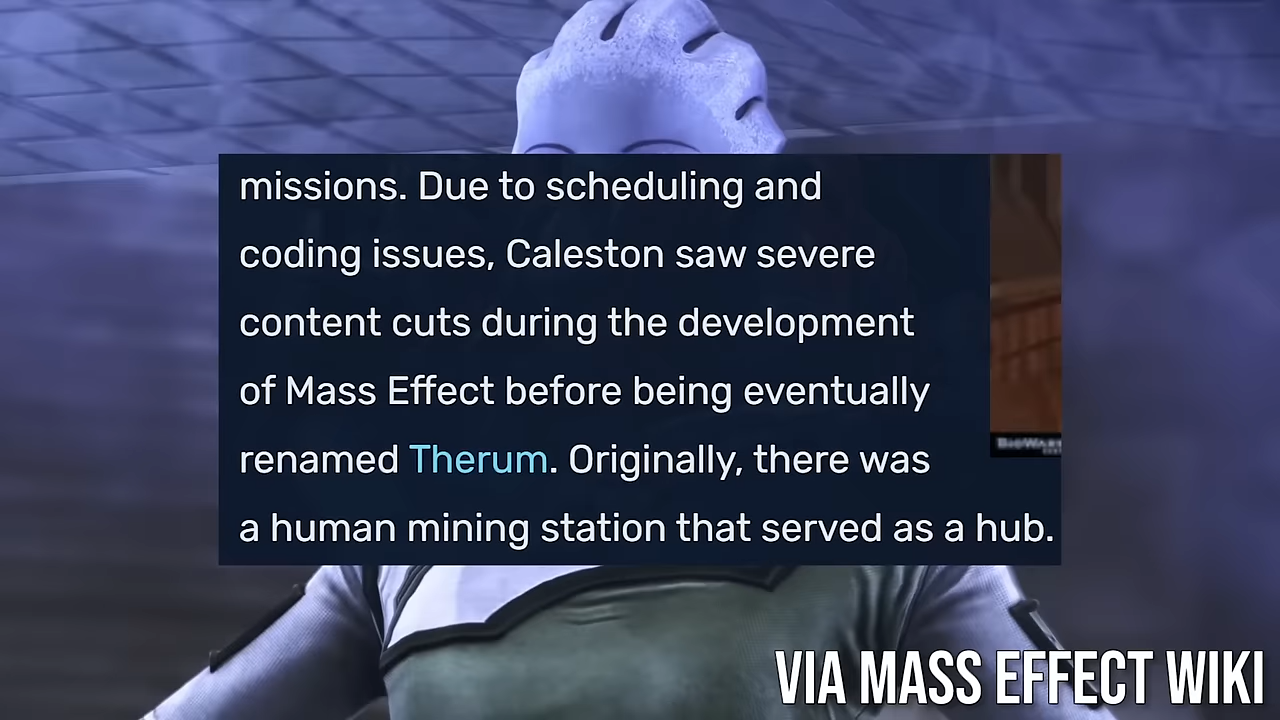 missions. Due to scheduling and
coding issues, Caleston saw severe
content cuts during the development
of Mass Effect before being eventually
renamed Therum. Originally, there was
a human mining station that served as a hub.
BIOWARE
VIA MASS EFFECT WIKI